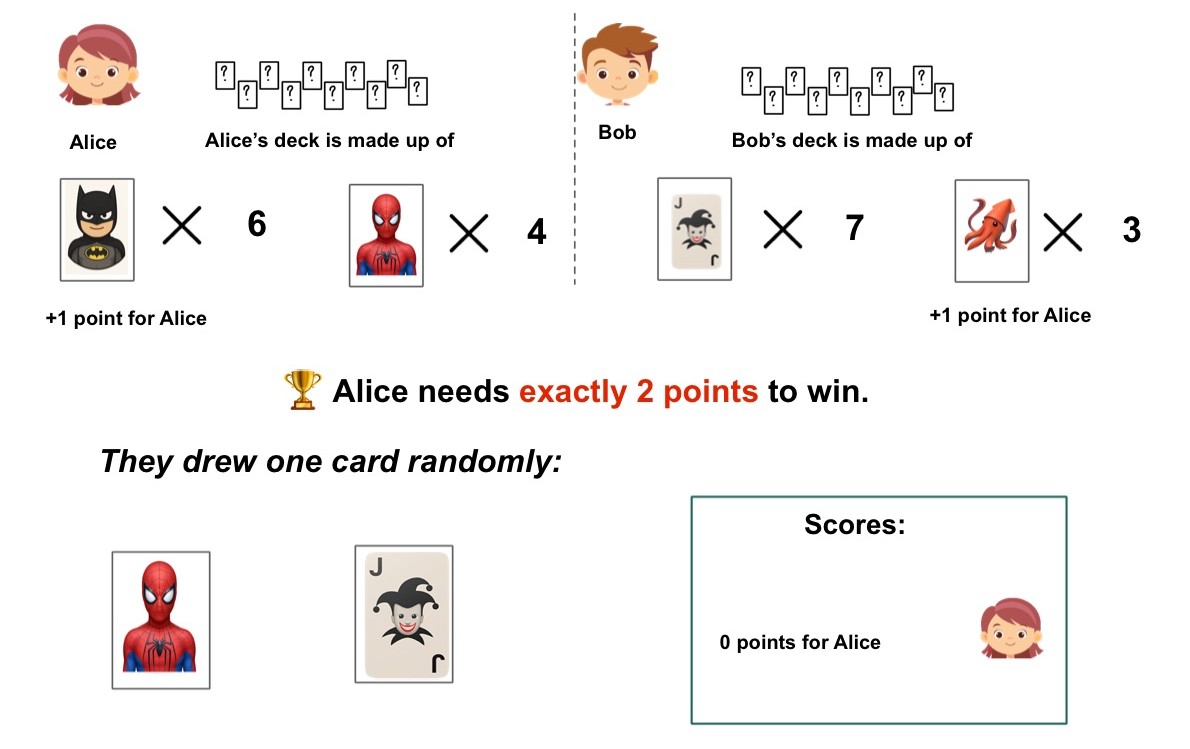 ? ? ? ? ? ? ? ? ? ?
? ? ? ? ? ? ? ? ? ?
Alice
Alice’s deck is made up of
Bob
Bob’s deck is made up of
6
4
J
J
7
3
+1 point for Alice
+1 point for Alice
Alice needs exactly 2 points to win.
They drew one card randomly:
J
J
Scores:
0 points for Alice